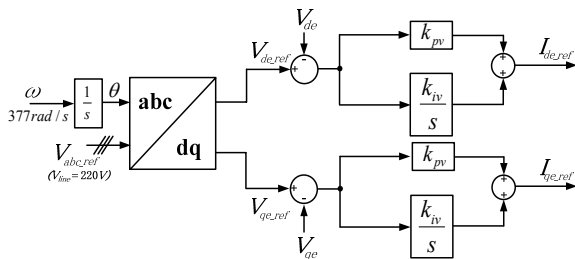 V_de
V_de_ref
+
-
k_pv
k_iv
s
+
+
I_de_ref
ω
377rad / s
1
s
θ
abc
dq
V_abc_ref
(V_line=220V)
V_qe_ref
+
-
V_qe
k_pv
k_iv
s
+
+
I_qe_ref